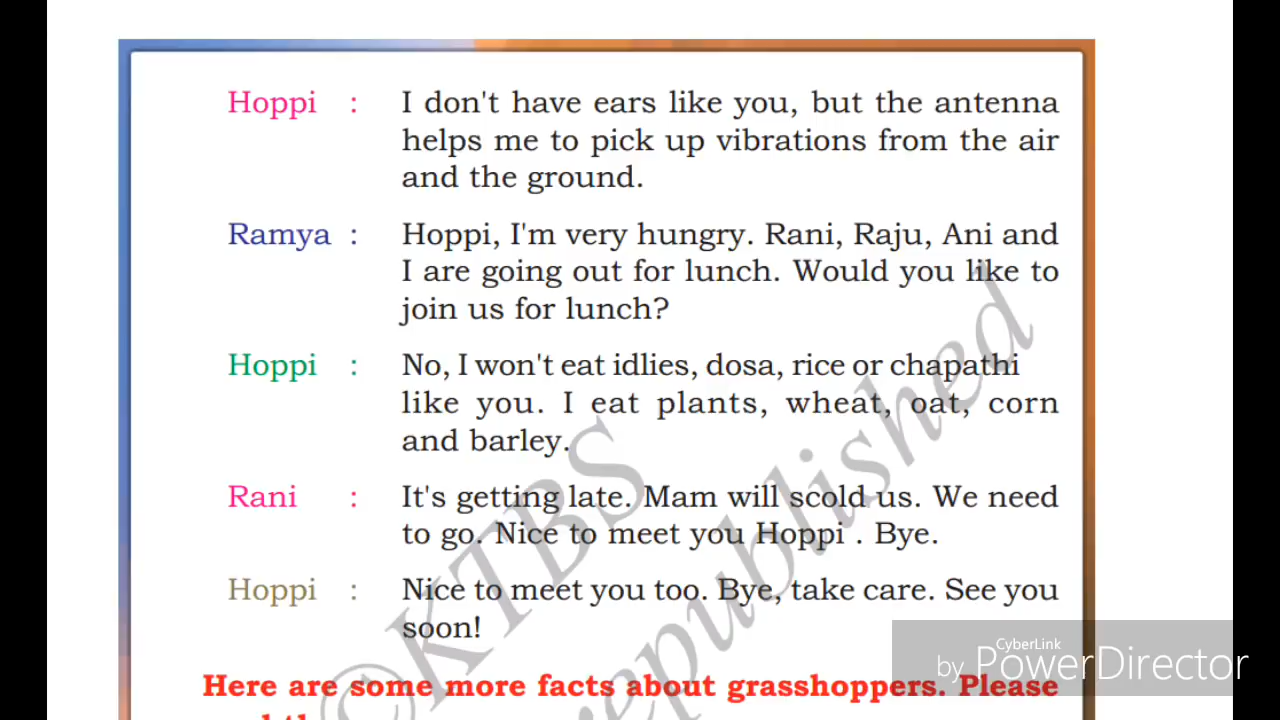 Hoppi : I don't have ears like you, but the antenna
helps me to pick up vibrations from the air
and the ground.
Ramya : Hoppi, I'm very hungry. Rani, Raju, Ani and
I are going out for lunch. Would you like to
join us for lunch?
Hoppi : No, I won't eat idlies, dosa, rice or chapathi
like you. I eat plants, wheat, oat, corn
and barley.
Rani : It's getting late. Mam will scold us. We need
to go. Nice to meet you Hoppi . Bye.
Hoppi : Nice to meet you too. Bye, take care. See you
soon!
Here are some more facts about grasshoppers. Please
©KTBS
republished
CyberLink
by PowerDirector